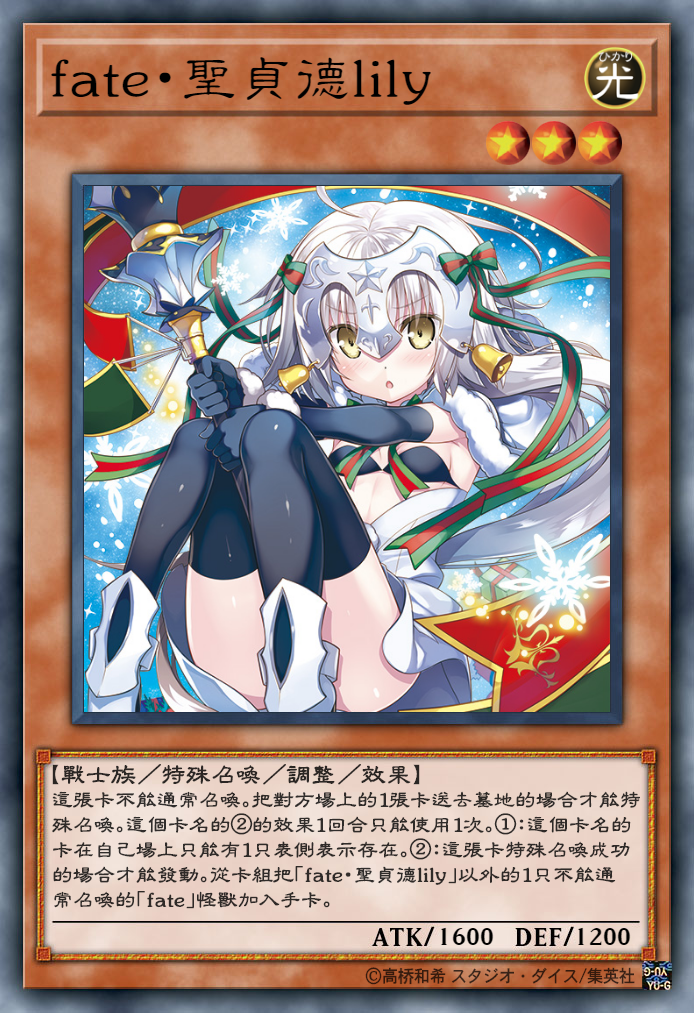 fate·聖貞德lily
ひかり
光
【戰士族／特殊召喚／調整／效果】
這張卡不能通常召喚。把對方場上的1張卡送去墓地的場合才能特
殊召喚。這個卡名的②的效果1回合只能使用1次。①：這個卡名的
卡在自己場上只能有1只表側表示存在。②：這張卡特殊召喚成功
的場合才能發動。從卡組把「fate·聖貞德lily」以外的1只不能通
常召喚的「fate」怪獸加入手卡。
ATK/1600 DEF/1200
©高桥和希 スタジオ・ダイス/集英社